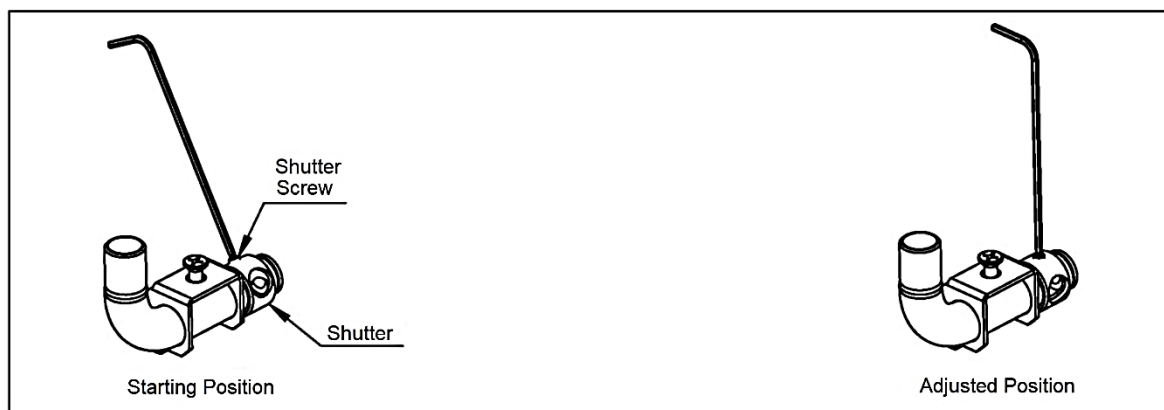 Shutter
Screw
Shutter
Starting Position
Adjusted Position